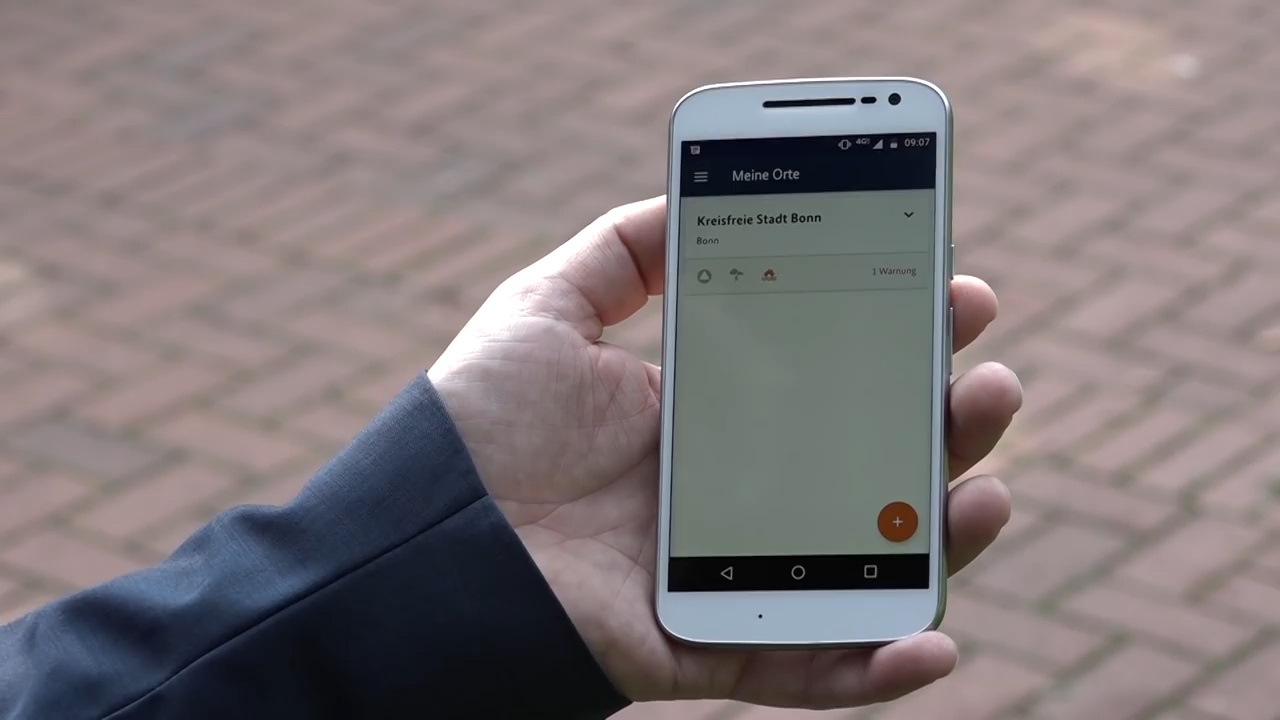 4G 09:07
Meine Orte
Kreisfreie Stadt Bonn
Bonn
1 Warnung